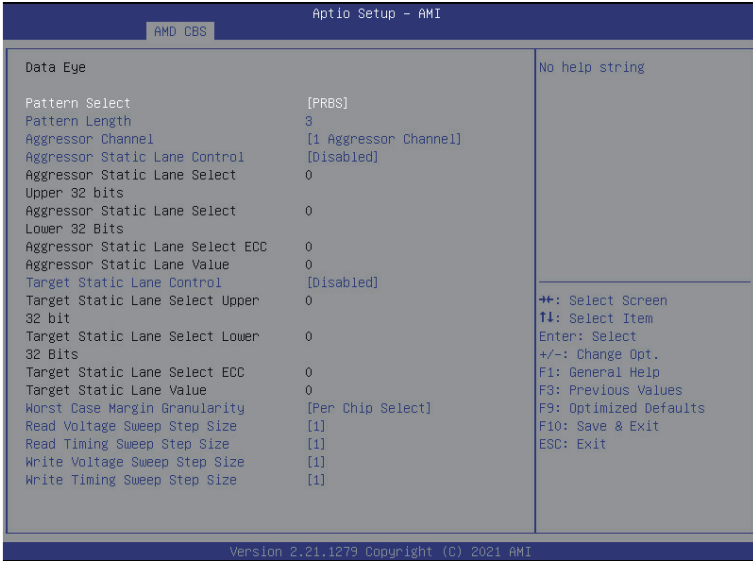 Aptio Setup – AMI
AMD CBS
Data Eye
Pattern Select [PRBS]
Pattern Length 3
Aggressor Channel [1 Aggressor Channel]
Aggressor Static Lane Control [Disabled]
Aggressor Static Lane Select 0
Upper 32 bits
Aggressor Static Lane Select 0
Lower 32 Bits
Aggressor Static Lane Select ECC 0
Aggressor Static Lane Value 0
Target Static Lane Control [Disabled]
Target Static Lane Select Upper 0
32 bit
Target Static Lane Select Lower 0
32 Bits
Target Static Lane Select ECC 0
Target Static Lane Value 0
Worst Case Margin Granularity [Per Chip Select]
Read Voltage Sweep Step Size [1]
Read Timing Sweep Step Size [1]
Write Voltage Sweep Step Size [1]
Write Timing Sweep Step Size [1]
No help string
→←: Select Screen
↑↓: Select Item
Enter: Select
+/-: Change Opt.
F1: General Help
F3: Previous Values
F9: Optimized Defaults
F10: Save & Exit
ESC: Exit
Version 2.21.1279 Copyright (C) 2021 AMI